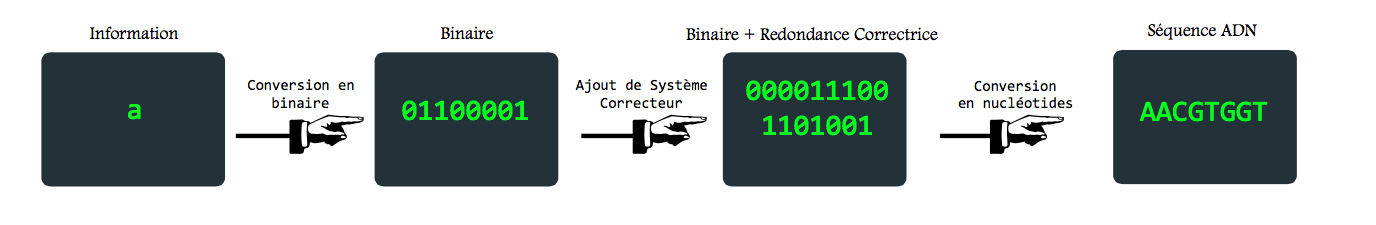 Information
a
Conversion en
binaire
Binaire
01100001
Ajout de Système
Correcteur
Binaire + Redondance Correctrice
000011100
1101001
Conversion
en nucléotides
Séquence ADN
AACGTGGT